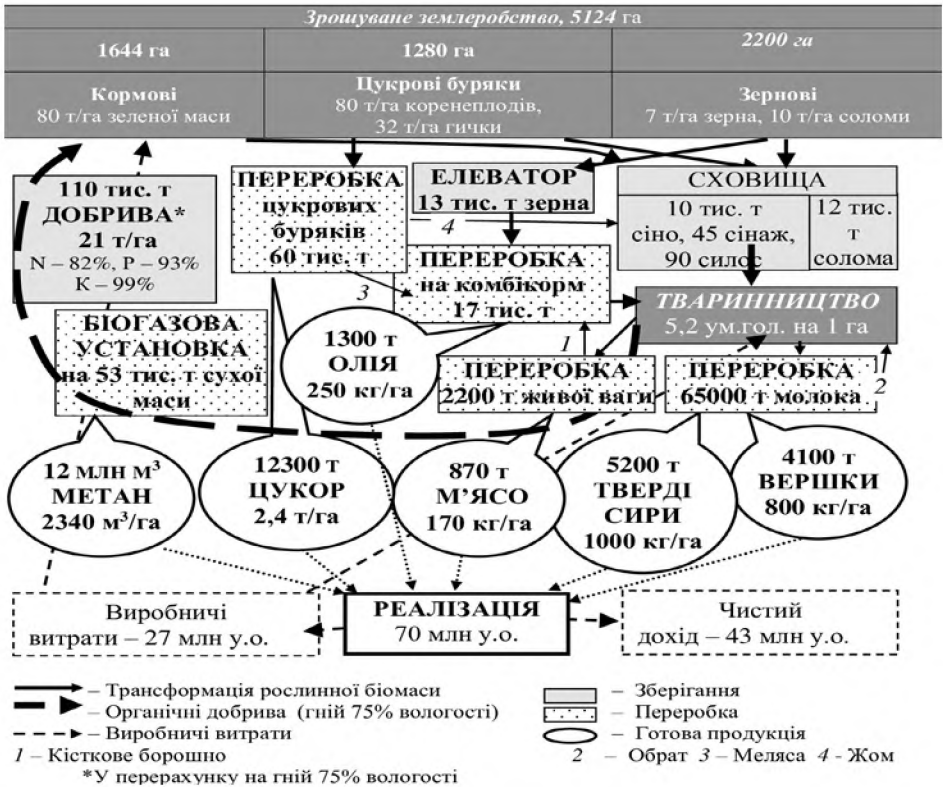 Зрошуване землеробство, 5124 га
1644 га
1280 га
2200 га
Кормові
80 т/га зеленої маси
Цукрові буряки
80 т/га коренеплодів,
32 т/га гички
Зернові
7 т/га зерна, 10 т/га соломи
110 тис. т
ДОБРИВА*
21 т/га
N – 82%, P – 93%
K – 99%
ПЕРЕРОБКА
цукрових
буряків
60 тис. т
ЕЛЕВАТОР
13 тис. т зерна
4
СХОВИЩА
10 тис. т
сіно, 45 сінаж,
90 силос
12 тис.
т
солома
3
ПЕРЕРОБКА
на комбікорм
17 тис. т
ТВАРИННИЦТВО
5,2 ум.гол. на 1 га
БІОГАЗОВА
УСТАНОВКА
на 53 тис. т сухої
маси
1300 т
ОЛІЯ
250 кг/га
1
ПЕРЕРОБКА
2200 т живої ваги
ПЕРЕРОБКА
65000 т молока
2
12 млн м³
МЕТАН
2340 м³/га
12300 т
ЦУКОР
2,4 т/га
870 т
М’ЯСО
170 кг/га
5200 т
ТВЕРДІ
СИРИ
1000 кг/га
4100 т
ВЕРШКИ
800 кг/га
Виробничі
витрати – 27 млн у.о.
РЕАЛІЗАЦІЯ
70 млн у.о.
Чистий
дохід – 43 млн у.о.
– Трансформація рослинної біомаси
– Органічні добрива (гній 75% вологості)
– Виробничі витрати
1 – Кісткове борошно
*У перерахунку на гній 75% вологості
– Зберігання
– Переробка
– Готова продукція
2 – Обрат 3 – Меляса 4 - Жом